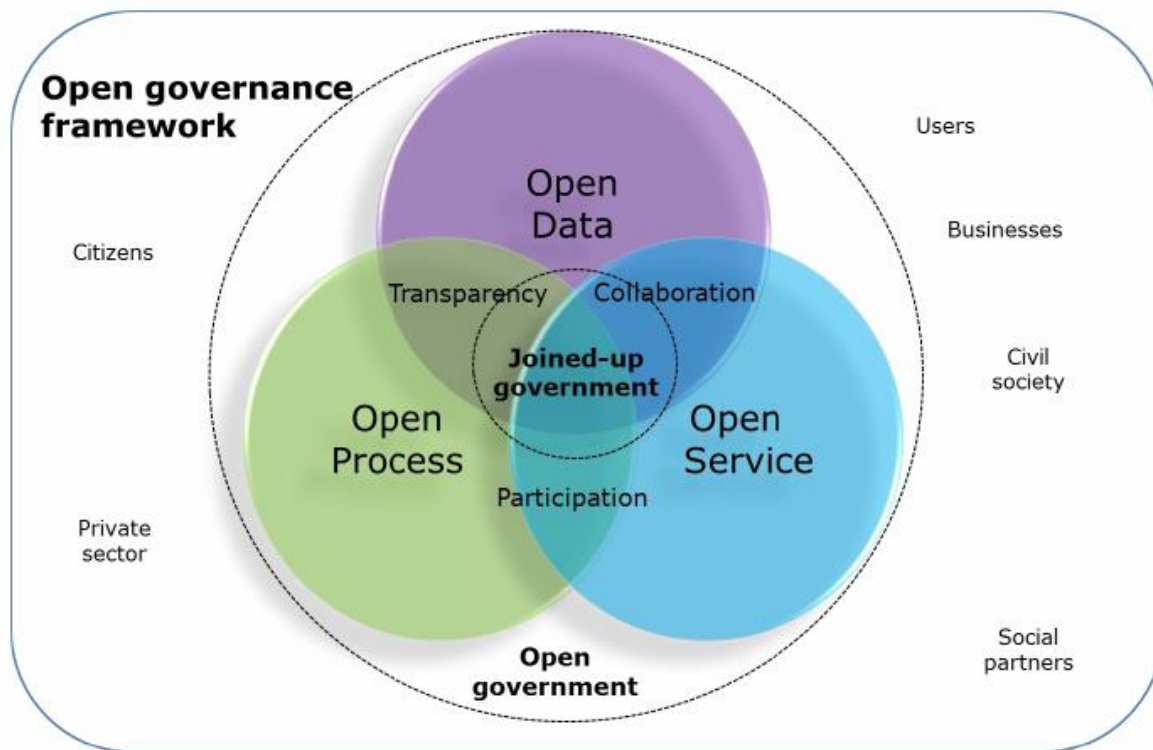 Open governance
framework
Users
Open
Data
Businesses
Citizens
Transparency
Collaboration
Joined-up
government
Civil
society
Open
Process
Open
Service
Participation
Private
sector
Social
partners
Open
government